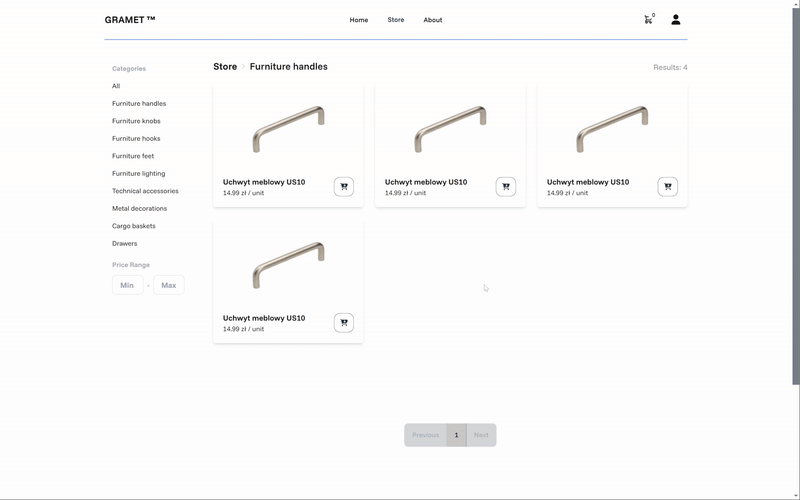 GRAMET ™
Home Store About
0
Categories
All
Furniture handles
Furniture knobs
Furniture hooks
Furniture feet
Furniture lighting
Technical accessories
Metal decorations
Cargo baskets
Drawers
Price Range
Min - Max
Store > Furniture handles
Results: 4
Uchwyt meblowy US10
14.99 zł / unit
Uchwyt meblowy US10
14.99 zł / unit
Uchwyt meblowy US10
14.99 zł / unit
Uchwyt meblowy US10
14.99 zł / unit
Previous 1 Next